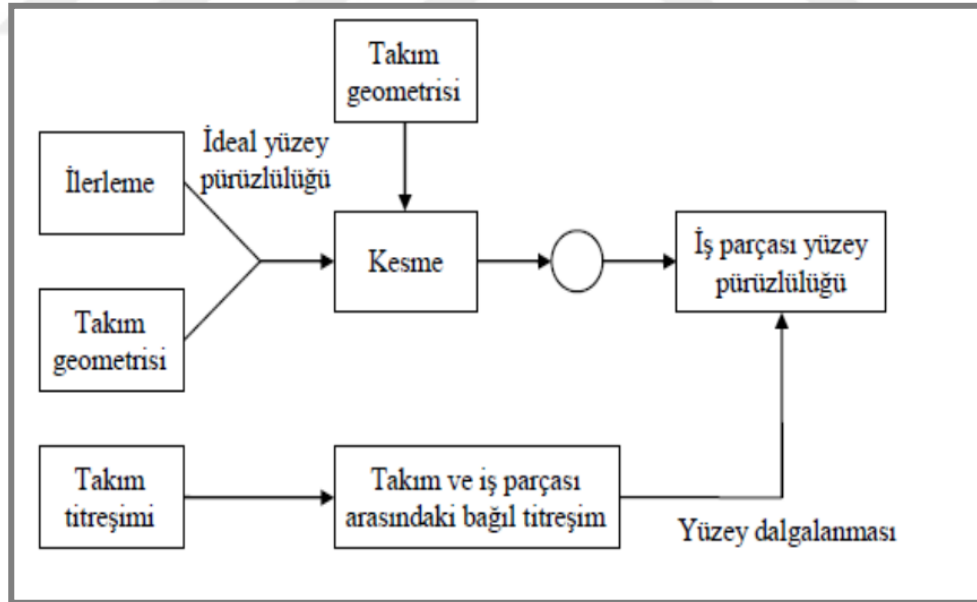 Takım
geometrisi
İdeal yüzey
pürüzlülüğü
İlerleme
Kesme
İş parçası yüzey
pürüzlülüğü
Takım
geometrisi
Takım
titreşimi
Takım ve iş parçası
arasındaki bağıl titreşim
Yüzey dalgalanması